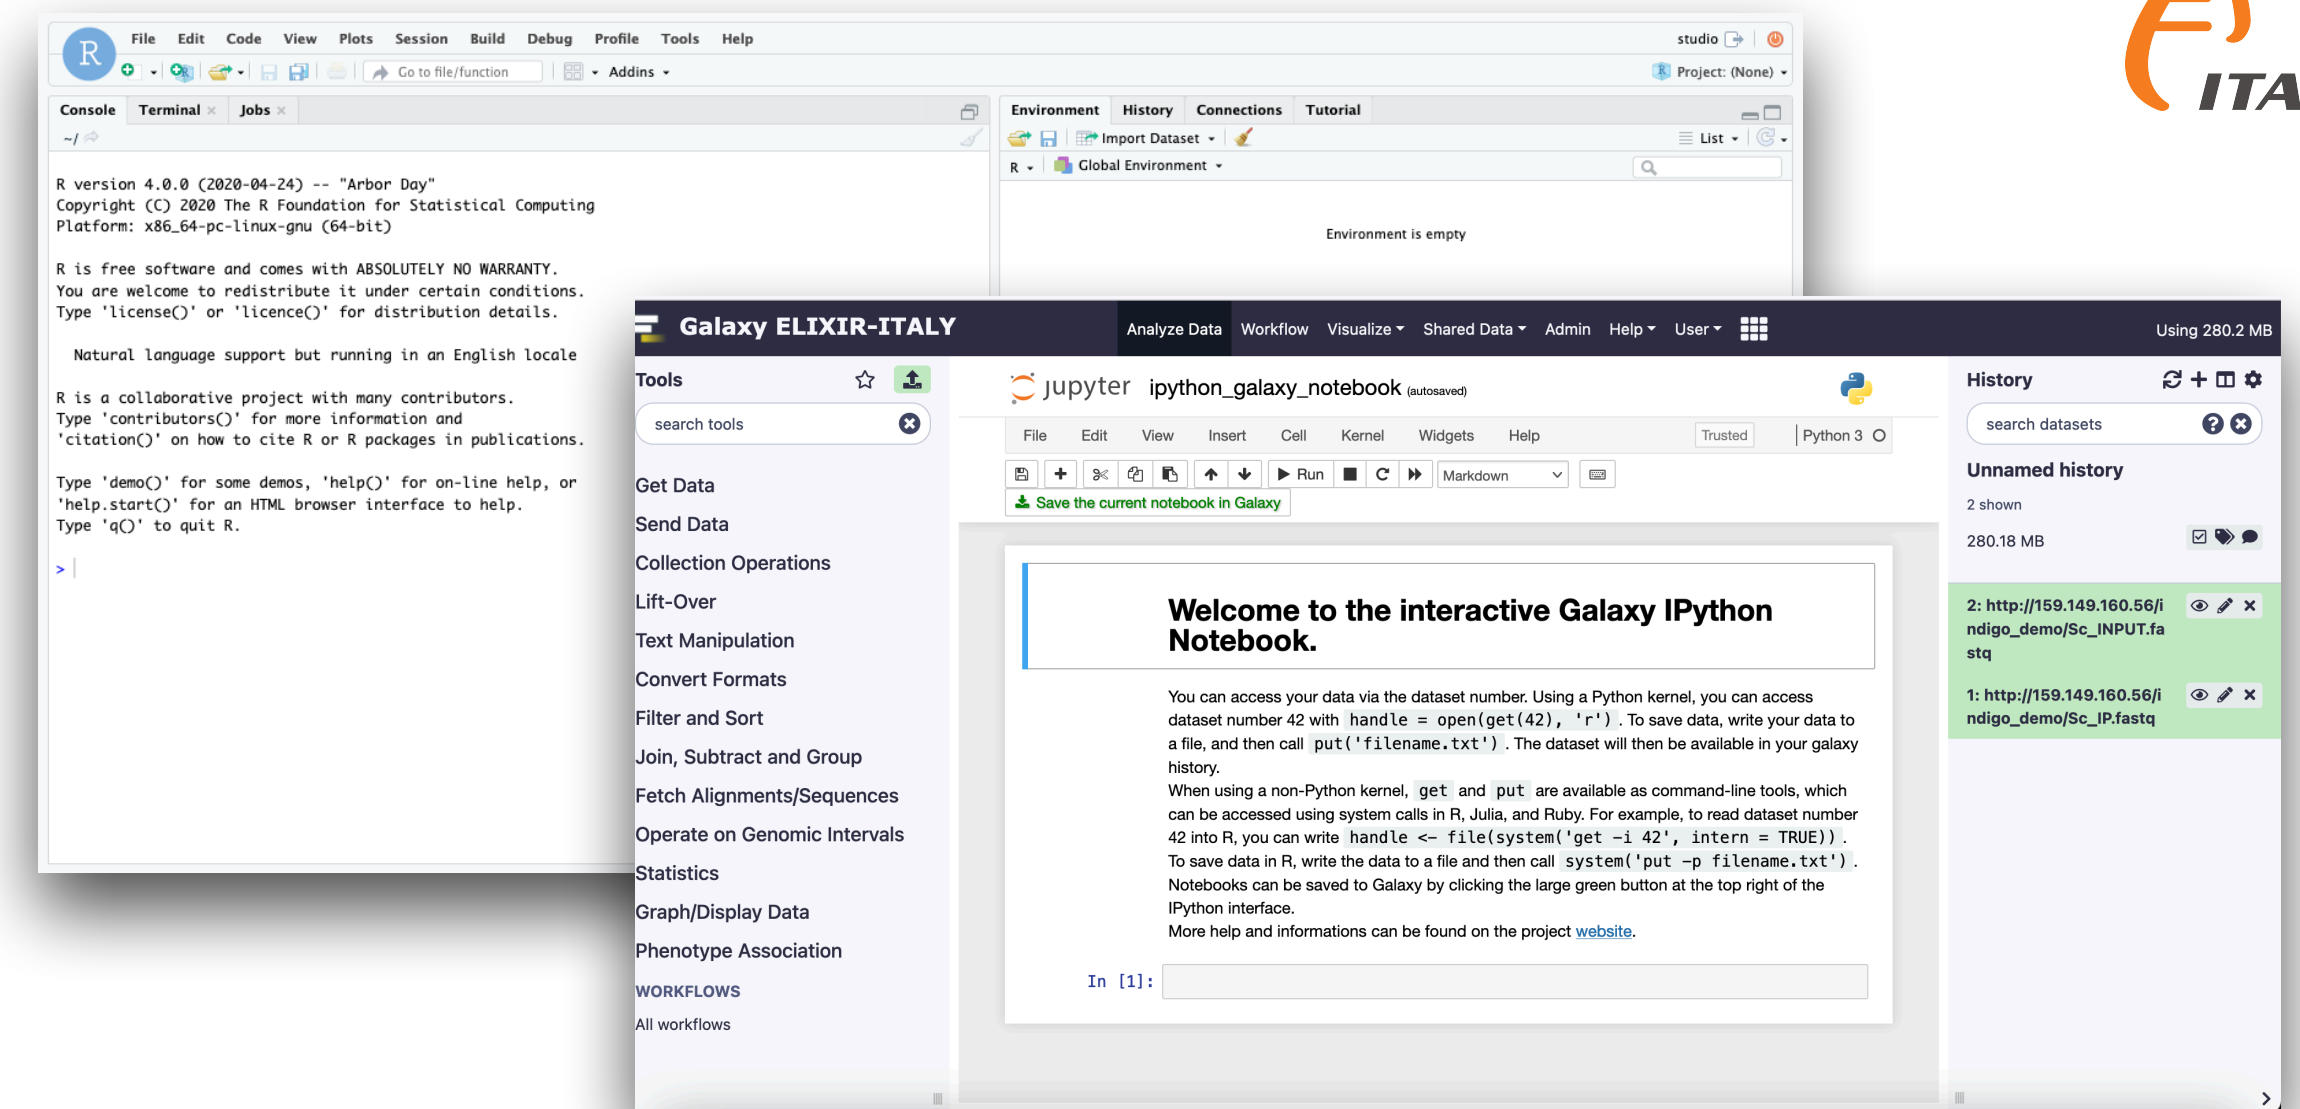 File Edit Code View Plots Session Build Debug Profile Tools Help
studio
R
Go to file/function
Addins
R Project: (None)
Console Terminal Jobs
~/
R version 4.0.0 (2020-04-24) -- "Arbor Day"
Copyright (C) 2020 The R Foundation for Statistical Computing
Platform: x86_64-pc-linux-gnu (64-bit)
R is free software and comes with ABSOLUTELY NO WARRANTY.
You are welcome to redistribute it under certain conditions.
Type 'license()' or 'licence()' for distribution details.
Natural language support but running in an English locale
R is a collaborative project with many contributors.
Type 'contributors()' for more information and
'citation()' on how to cite R or R packages in publications.
Type 'demo()' for some demos, 'help()' for on-line help, or
'help.start()' for an HTML browser interface to help.
Type 'q()' to quit R.
>
Environment History Connections Tutorial
Import Dataset
List
R Global Environment
Environment is empty
ITA
Galaxy ELIXIR-ITALY
Analyze Data Workflow Visualize Shared Data Admin Help User
Using 280.2 MB
Tools
search tools
Get Data
Send Data
Collection Operations
Lift-Over
Text Manipulation
Convert Formats
Filter and Sort
Join, Subtract and Group
Fetch Alignments/Sequences
Operate on Genomic Intervals
Statistics
Graph/Display Data
Phenotype Association
WORKFLOWS
All workflows
jupyter ipython_galaxy_notebook (autosaved)
File Edit View Insert Cell Kernel Widgets Help
Trusted
Python 3
Run
Markdown
Save the current notebook in Galaxy
Welcome to the interactive Galaxy IPython
Notebook.
You can access your data via the dataset number. Using a Python kernel, you can access
dataset number 42 with handle = open(get(42), 'r') . To save data, write your data to
a file, and then call put('filename.txt') . The dataset will then be available in your galaxy
history.
When using a non-Python kernel, get and put are available as command-line tools, which
can be accessed using system calls in R, Julia, and Ruby. For example, to read dataset number
42 into R, you can write handle <- file(system('get -i 42', intern = TRUE)) .
To save data in R, write the data to a file and then call system('put -p filename.txt') .
Notebooks can be saved to Galaxy by clicking the large green button at the top right of the
IPython interface.
More help and informations can be found on the project website.
In [1]:
History
search datasets
Unnamed history
2 shown
280.18 MB
2: http://159.149.160.56/i
ndigo_demo/Sc_INPUT.fa
stq
1: http://159.149.160.56/i
ndigo_demo/Sc_IP.fastq